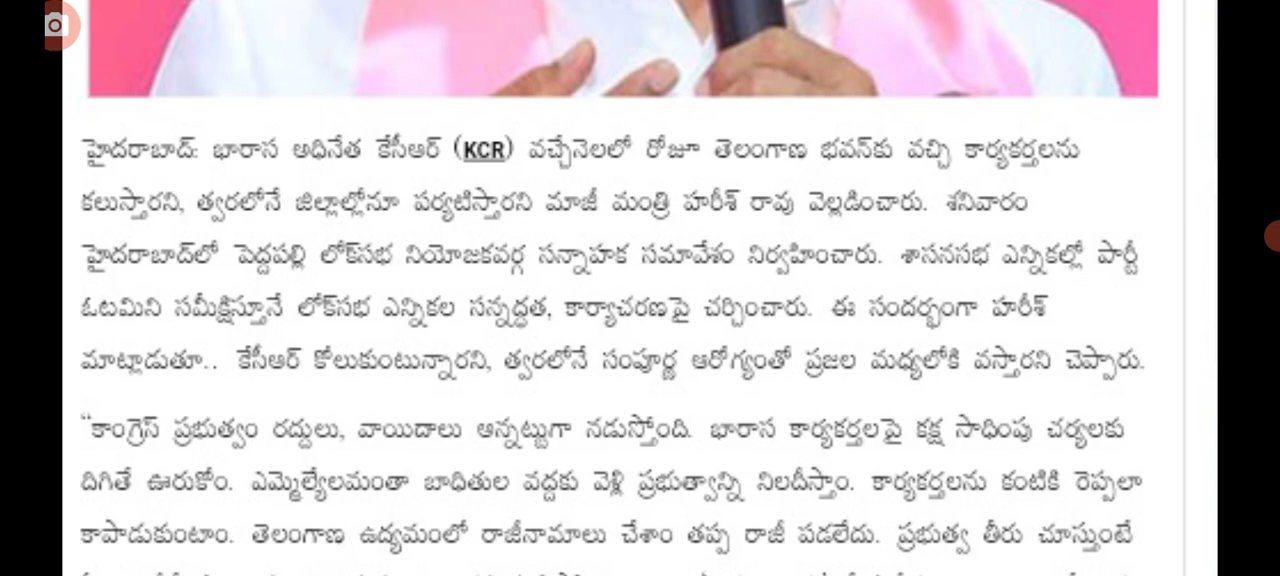 హైదరాబాద్: భారాస అధినేత కేసీఆర్ (KCR) వచ్చేనెలలో రోజూ తెలంగాణ భవన్‌కు వచ్చి కార్యకర్తలను
కలుస్తారని, త్వరలోనే జిల్లాల్లోనూ పర్యటిస్తారని మాజీ మంత్రి హరీశ్ రావు వెల్లడించారు. శనివారం
హైదరాబాద్‌లో పెద్దపల్లి లోక్‌సభ నియోజకవర్గ సన్నాహక సమావేశం నిర్వహించారు. శాసనసభ ఎన్నికల్లో పార్టీ
ఓటమిని సమీక్షిస్తూనే లోక్‌సభ ఎన్నికల సన్నద్ధత, కార్యాచరణపై చర్చించారు. ఈ సందర్భంగా హరీశ్
మాట్లాడుతూ.. కేసీఆర్ కోలుకుంటున్నారని, త్వరలోనే సంపూర్ణ ఆరోగ్యంతో ప్రజల మధ్యలోకి వస్తారని చెప్పారు.
“కాంగ్రెస్ ప్రభుత్వం రద్దులు, వాయిదాలు అన్నట్టుగా నడుస్తోంది. భారాస కార్యకర్తలపై కక్ష సాధింపు చర్యలకు
దిగితే ఊరుకోం. ఎమ్మెల్యేలమంతా బాధితుల వద్దకు వెళ్లి ప్రభుత్వాన్ని నిలదీస్తాం. కార్యకర్తలను కంటికి రెప్పలా
కాపాడుకుంటాం. తెలంగాణ ఉద్యమంలో రాజీనామాలు చేశాం తప్ప రాజీ పడలేదు. ప్రభుత్వ తీరు చూస్తుంటే